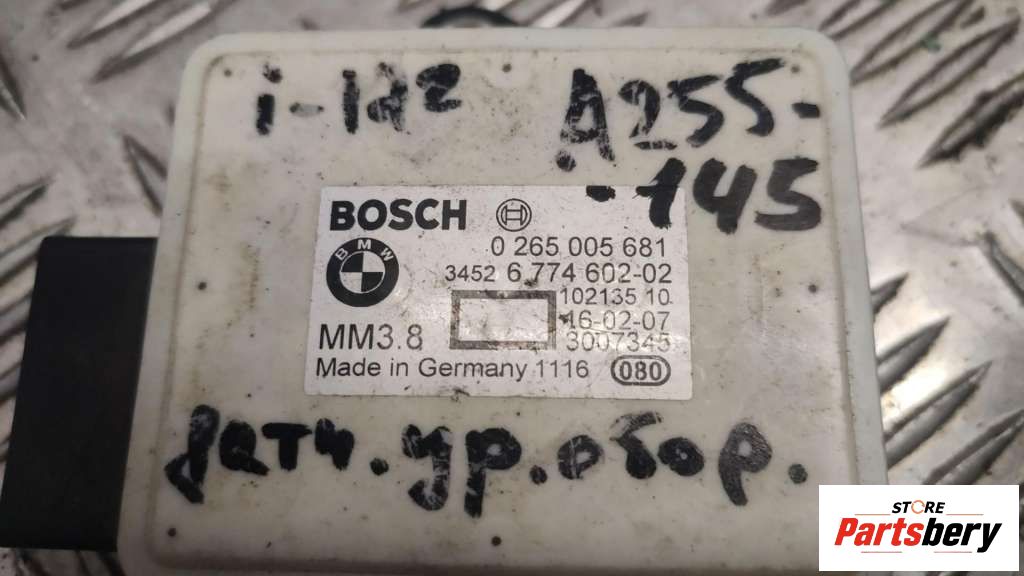 A255-
-145
BOSCH
BMW
0 265 005 681
3452 6 774 602-02
102135 10
16-02-07
MM3.8
3007345
Made in Germany 1116 080
датч.ур.обор.
STORE
Partsbery